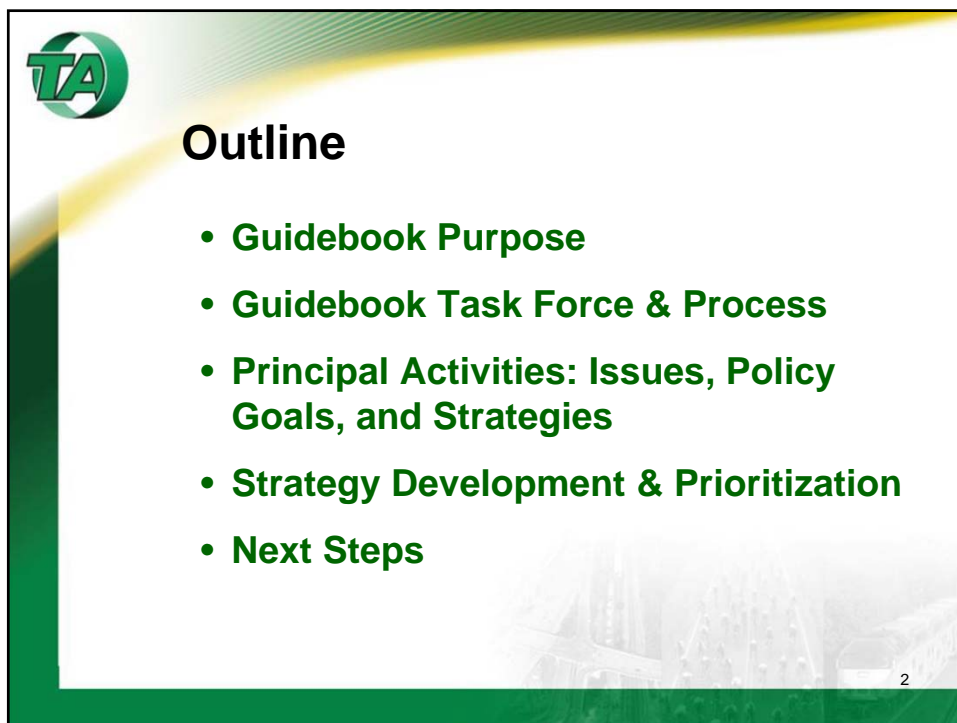 TA
Outline
• Guidebook Purpose
• Guidebook Task Force & Process
• Principal Activities: Issues, Policy
Goals, and Strategies
• Strategy Development & Prioritization
• Next Steps
2